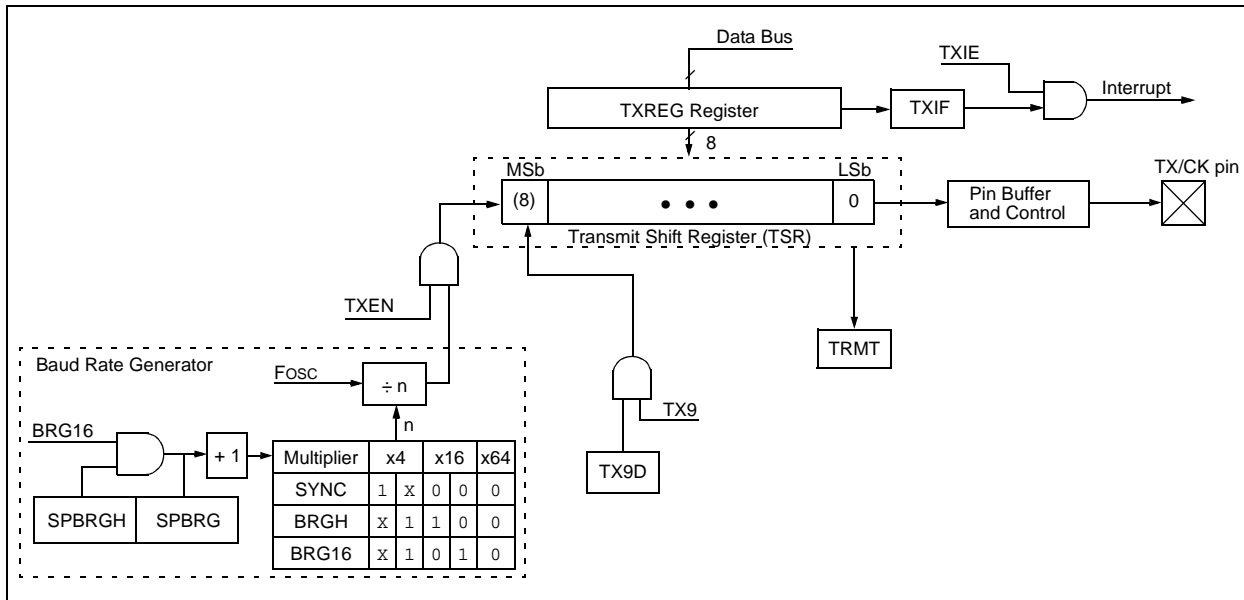 Data Bus
TXIE
Interrupt
TXREG Register
TXIF
8
MSb
LSb
TX/CK pin
(8)
• • •
0
Pin Buffer
and Control
Transmit Shift Register (TSR)
TXEN
TRMT
Baud Rate Generator
FOSC
÷ n
TX9
n
BRG16
+ 1
TX9D
Multiplier x4 x16 x64
SYNC 1 X 0 0 0
BRGH X 1 1 0 0
BRG16 X 1 0 1 0
SPBRGH SPBRG